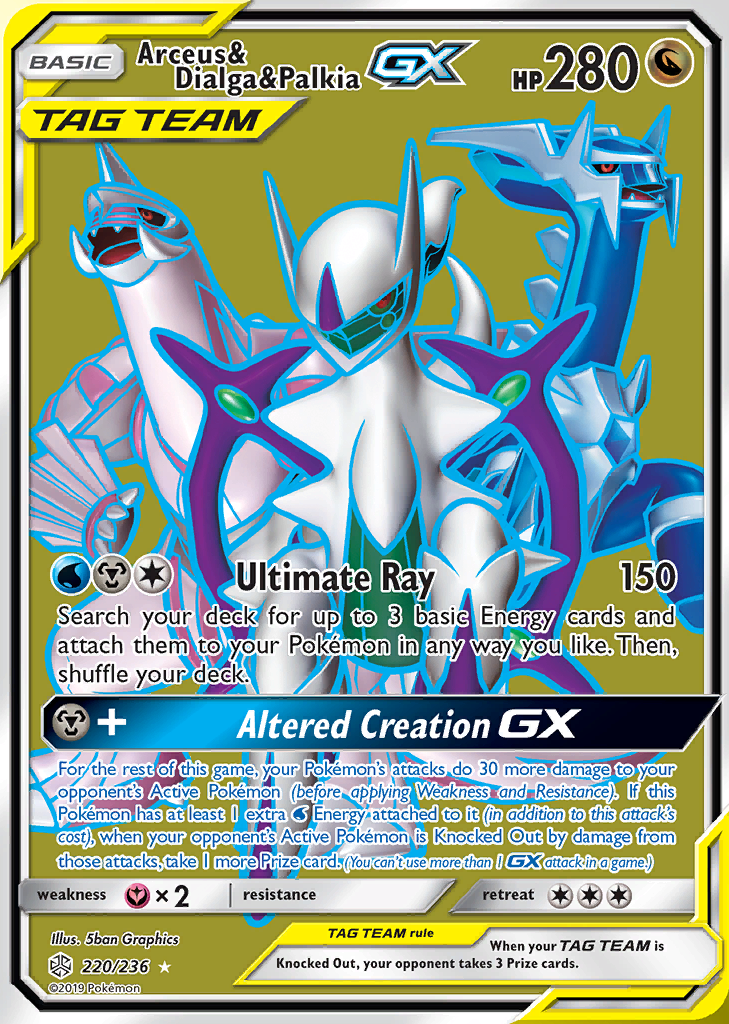 BASIC
Arceus&
Dialga&Palkia GX
HP 280
TAG TEAM
Ultimate Ray 150
Search your deck for up to 3 basic Energy cards and
attach them to your Pokémon in any way you like. Then,
shuffle your deck.
+ Altered Creation GX
For the rest of this game, your Pokémon's attacks do 30 more damage to your
opponent's Active Pokémon (before applying Weakness and Resistance). If this
Pokémon has at least 1 extra Energy attached to it (in addition to this attack's
cost), when your opponent's Active Pokémon is Knocked Out by damage from
those attacks, take 1 more Prize card. (You can't use more than 1 GX attack in a game.)
weakness × 2 resistance retreat
Illus. 5ban Graphics
220/236
©2019 Pokémon
TAG TEAM rule
When your TAG TEAM is
Knocked Out, your opponent takes 3 Prize cards.